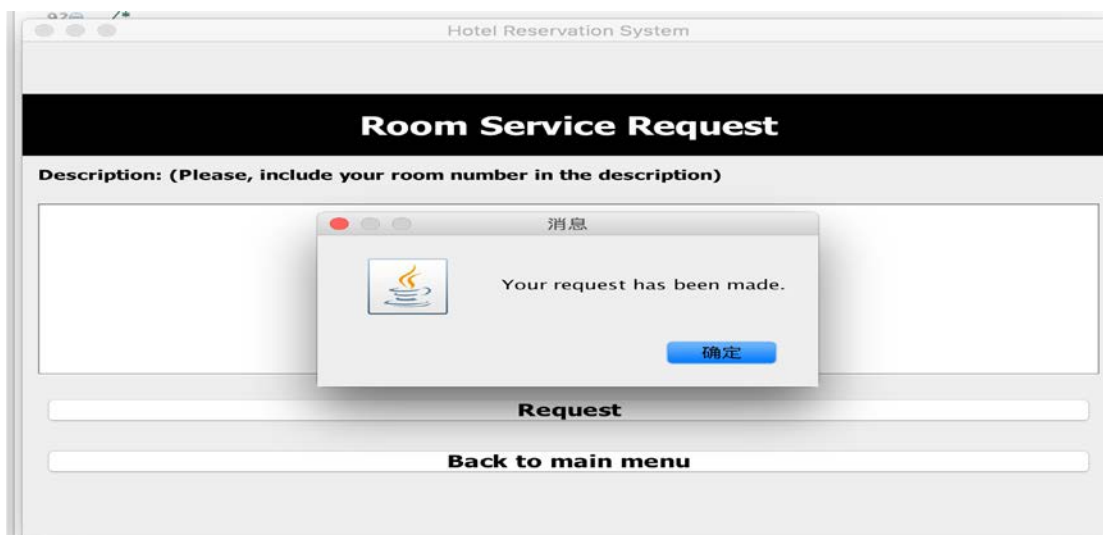 92 /*
Hotel Reservation System
Room Service Request
Description: (Please, include your room number in the description)
消息
Your request has been made.
确定
Request
Back to main menu